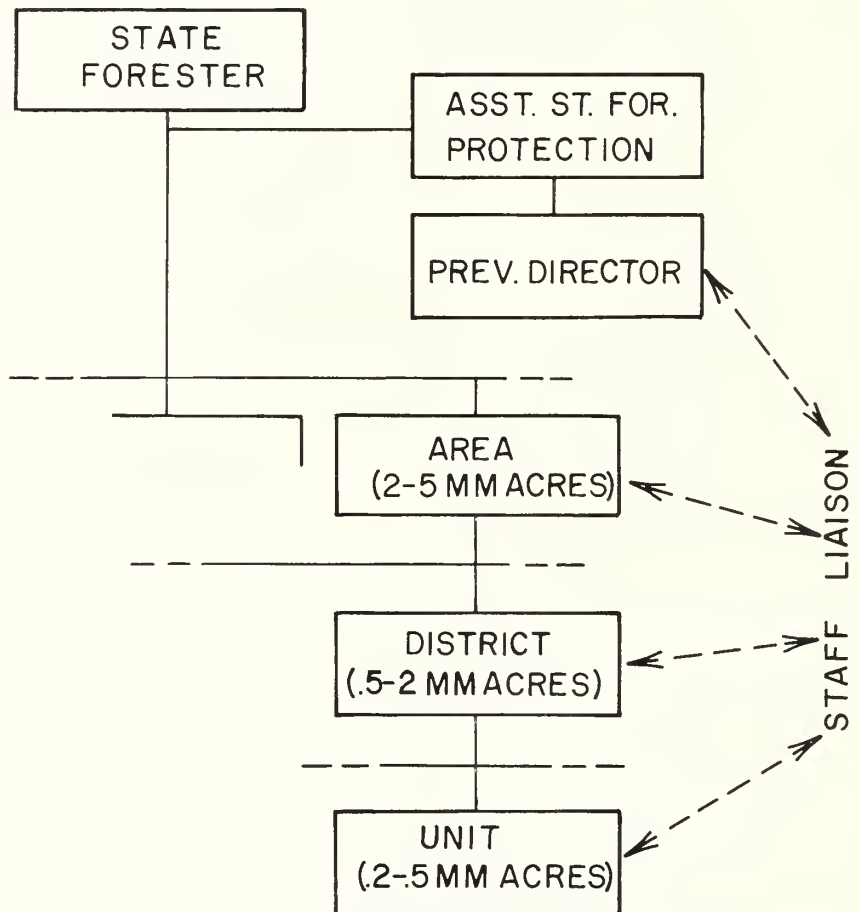 STATE
FORESTER
ASST. ST. FOR.
PROTECTION
PREV. DIRECTOR
AREA
(2-5 MM ACRES)
DISTRICT
(.5-2 MM ACRES)
UNIT
(.2-.5 MM ACRES)
STAFF LIAISON